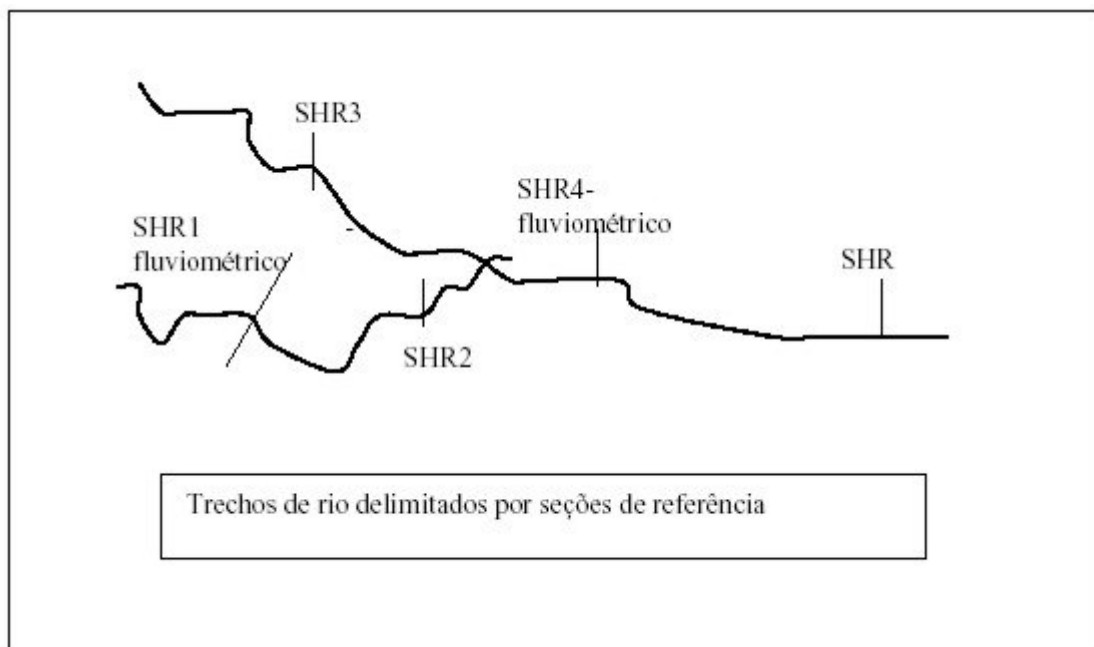 SHR3
SHR4-
fluviométrico
SHR1
fluviométrico
SHR
SHR2
Trechos de rio delimitados por seções de referência